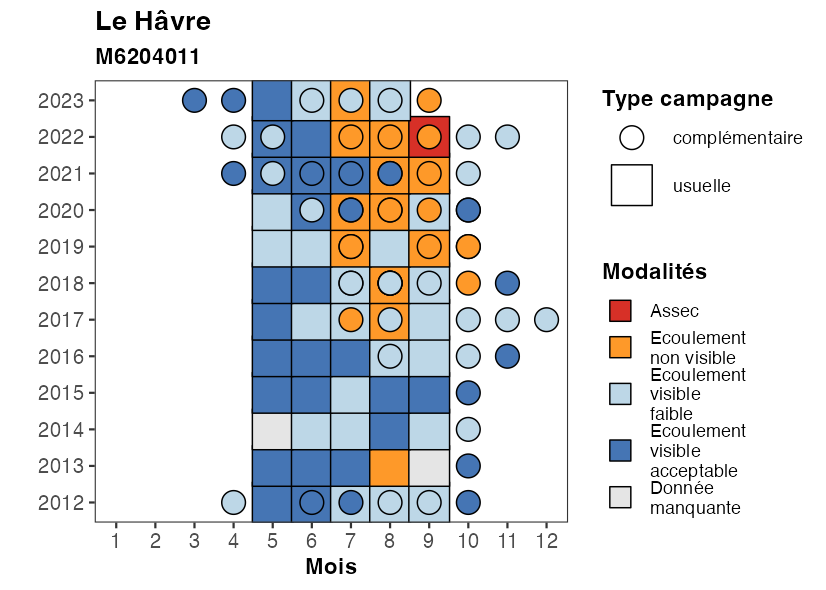 Le Hâvre
M6204011
2023
2022
2021
2020
2019
2018
2017
2016
2015
2014
2013
2012
1 2 3 4 5 6 7 8 9 10 11 12
Mois
Type campagne
complémentaire
usuelle
Modalités
Assec
Ecoulement
non visible
Ecoulement
visible
faible
Ecoulement
visible
acceptable
Donnée
manquante